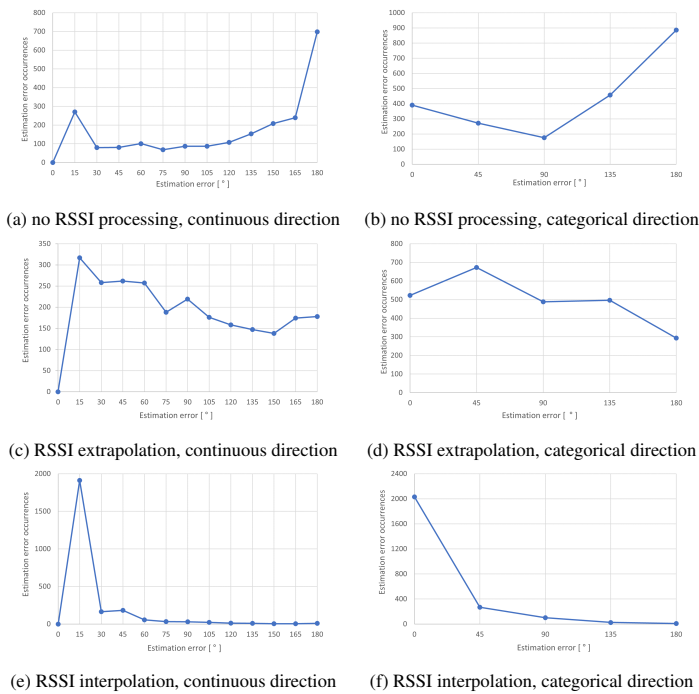 800
700
600
500
400
300
200
100
0
Estimation error occurrences
0 15 30 45 60 75 90 105 120 135 150 165 180
Estimation error [ ° ]
(a) no RSSI processing, continuous direction
1000
900
800
700
600
500
400
300
200
100
0
Estimation error occurrences
0 45 90 135 180
Estimation error [ ° ]
(b) no RSSI processing, categorical direction
350
300
250
200
150
100
50
0
Estimation error occurrences
0 15 30 45 60 75 90 105 120 135 150 165 180
Estimation error [ ° ]
(c) RSSI extrapolation, continuous direction
800
700
600
500
400
300
200
100
0
Estimation error occurrences
0 45 90 135 180
Estimation error [ ° ]
(d) RSSI extrapolation, categorical direction
2000
1500
1000
500
0
Estimation error occurrences
0 15 30 45 60 75 90 105 120 135 150 165 180
Estimation error [ ° ]
(e) RSSI interpolation, continuous direction
2400
2000
1600
1200
800
400
0
Estimation error occurrences
0 45 90 135 180
Estimation error [ ° ]
(f) RSSI interpolation, categorical direction